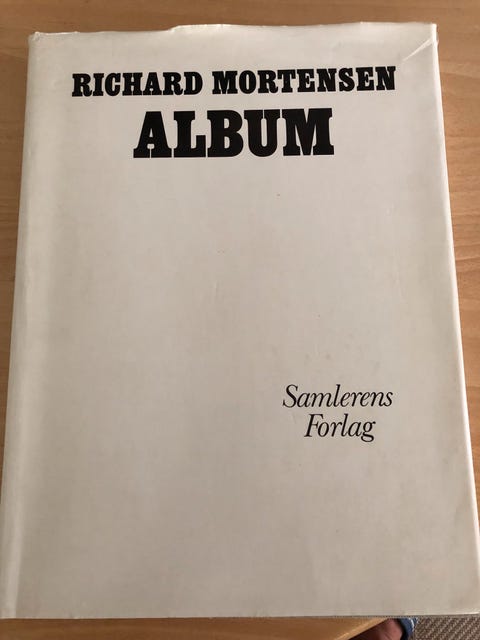 RICHARD MORTENSEN
ALBUM
Samlerens
Forlag